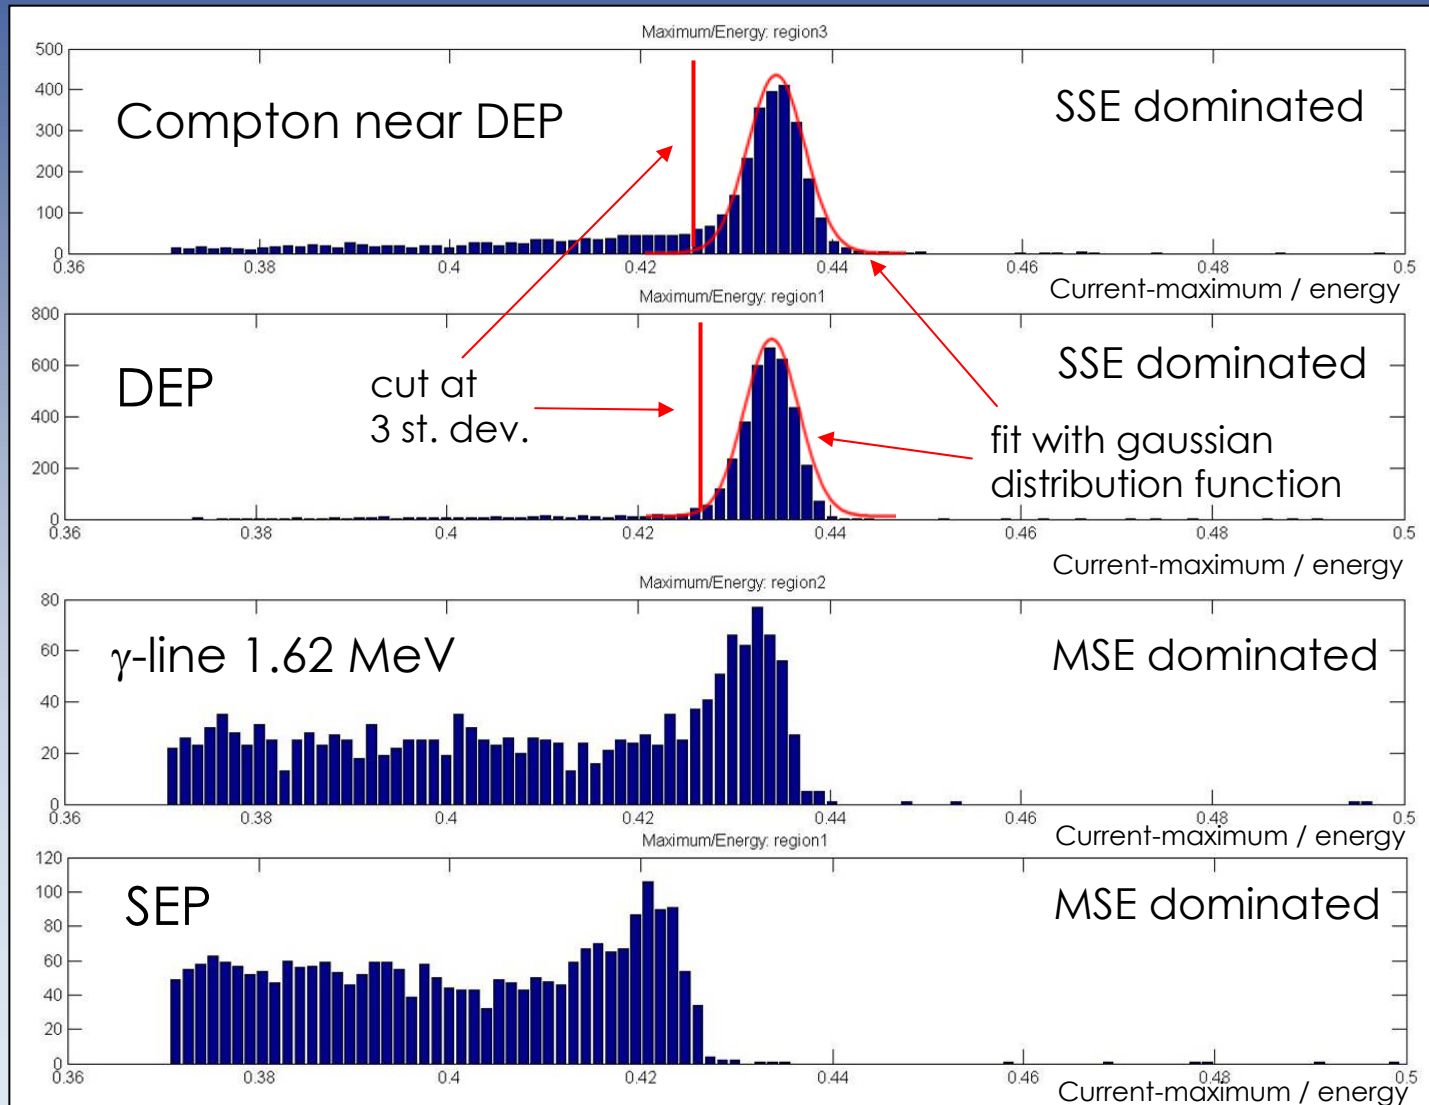 Maximum/Energy: region3
500
400
300
200
100
0
Compton near DEP
SSE dominated
0.36
0.38
0.4
0.42
0.44
0.46
0.48
0.5
Current-maximum / energy
Maximum/Energy: region1
800
600
400
200
0
DEP
SSE dominated
cut at
3 st. dev.
fit with gaussian
distribution function
0.36
0.38
0.4
0.42
0.44
0.46
0.48
0.5
Current-maximum / energy
Maximum/Energy: region2
80
60
40
20
0
γ-line 1.62 MeV
MSE dominated
0.36
0.38
0.4
0.42
0.44
0.46
0.48
0.5
Current-maximum / energy
Maximum/Energy: region1
120
100
80
60
40
20
0
SEP
MSE dominated
0.36
0.38
0.4
0.42
0.44
0.46
0.48
0.5
Current-maximum / energy